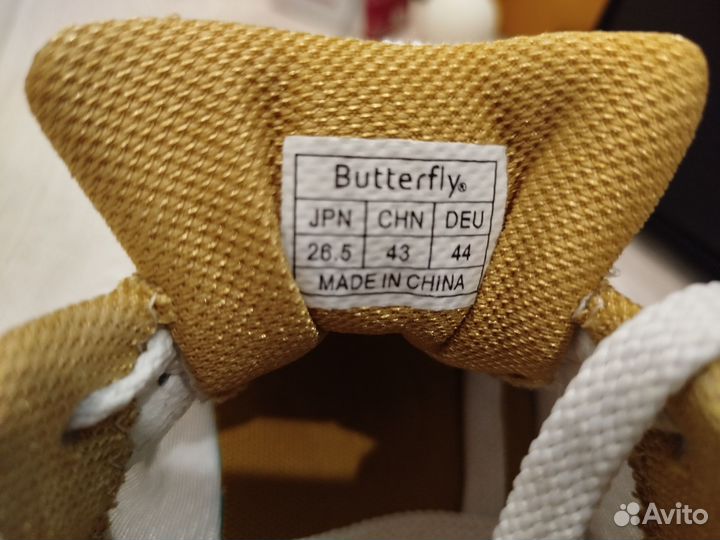 Butterfly®
JPN CHN DEU
26.5 43 44
MADE IN CHINA
Avito